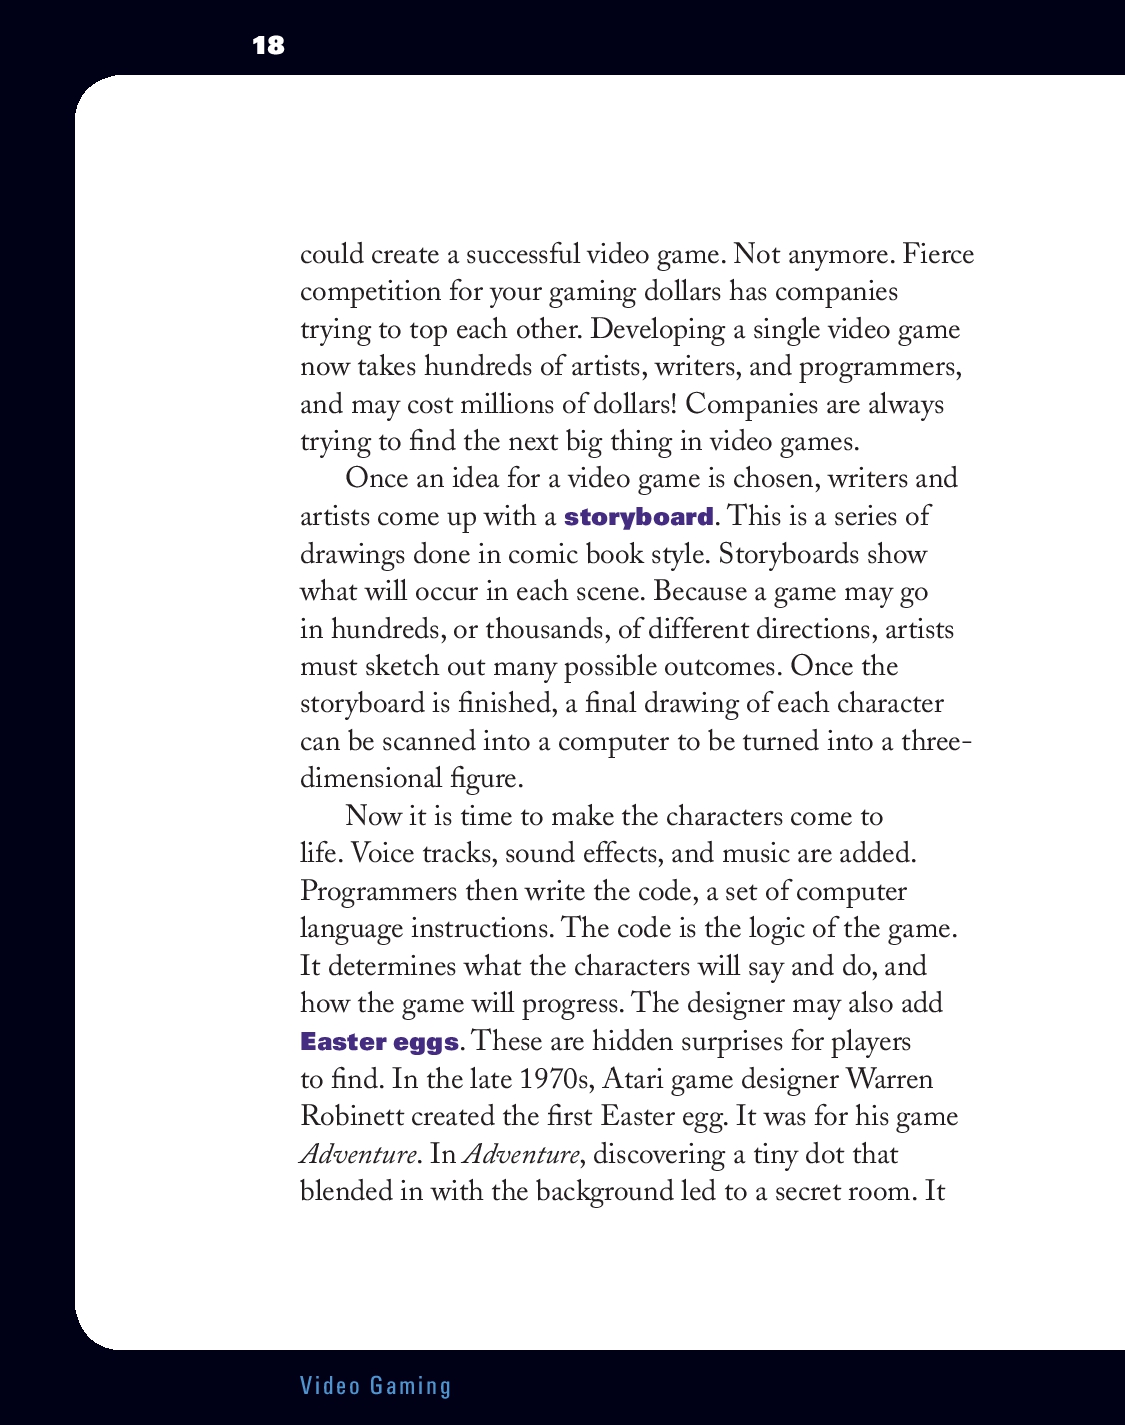 18
could create a successful video game. Not anymore. Fierce
competition for your gaming dollars has companies
trying to top each other. Developing a single video game
now takes hundreds of artists, writers, and programmers,
and may cost millions of dollars! Companies are always
trying to find the next big thing in video games.
Once an idea for a video game is chosen, writers and
artists come up with a storyboard. This is a series of
drawings done in comic book style. Storyboards show
what will occur in each scene. Because a game may go
in hundreds, or thousands, of different directions, artists
must sketch out many possible outcomes. Once the
storyboard is finished, a final drawing of each character
can be scanned into a computer to be turned into a three-
dimensional figure.
Now it is time to make the characters come to
life. Voice tracks, sound effects, and music are added.
Programmers then write the code, a set of computer
language instructions. The code is the logic of the game.
It determines what the characters will say and do, and
how the game will progress. The designer may also add
Easter eggs. These are hidden surprises for players
to find. In the late 1970s, Atari game designer Warren
Robinett created the first Easter egg. It was for his game
Adventure. In Adventure, discovering a tiny dot that
blended in with the background led to a secret room. It
Video Gaming